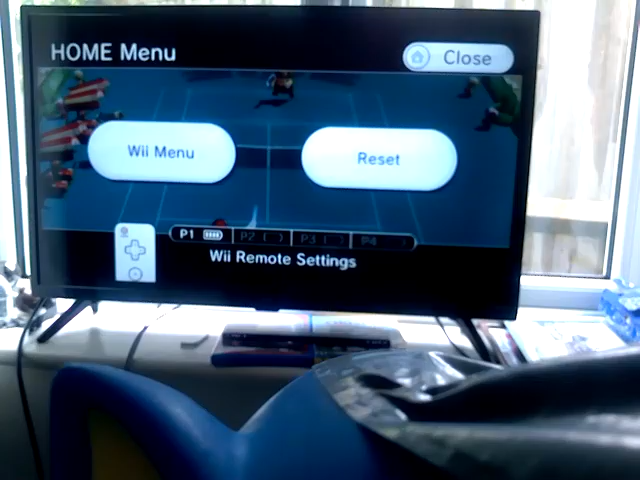 HOME Menu
Close
Wii Menu
Reset
P1 P2 P3 P4
Wii Remote Settings